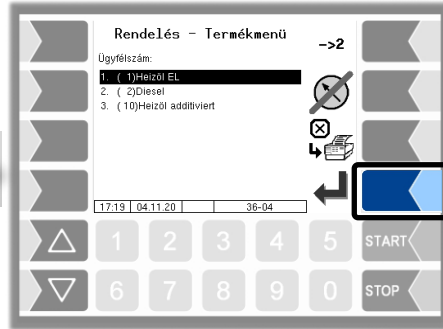 Rendelés - Termékmenü
->2
Ügyfélszám:
1. ( 1)Heizöl EL
2. ( 2)Diesel
3. ( 10)Heizöl additiviert
17:19 04.11.20 36-04
1 2 3 4 5 START
6 7 8 9 0 STOP